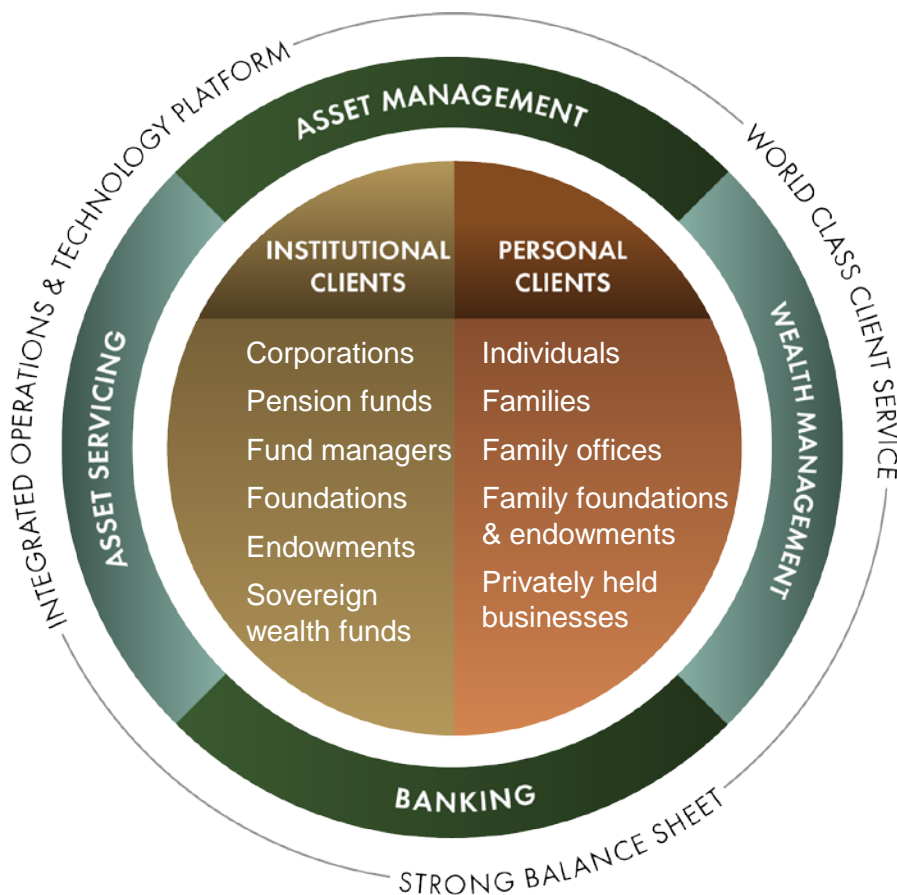 INTEGRATED OPERATIONS & TECHNOLOGY PLATFORM
WORLD CLASS CLIENT SERVICE
STRONG BALANCE SHEET
ASSET MANAGEMENT
WEALTH MANAGEMENT
BANKING
ASSET SERVICING
INSTITUTIONAL
CLIENTS
Corporations
Pension funds
Fund managers
Foundations
Endowments
Sovereign
wealth funds
PERSONAL
CLIENTS
Individuals
Families
Family offices
Family foundations
& endowments
Privately held
businesses